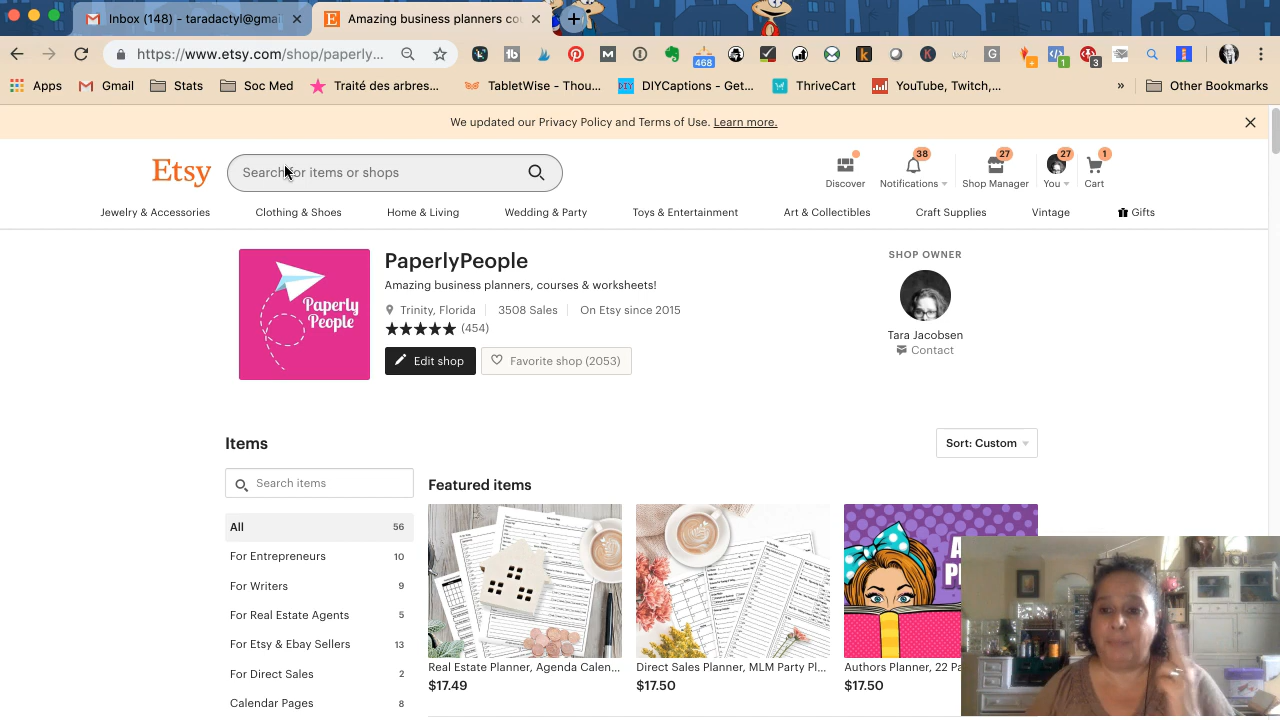 Inbox (148) - taradactyl@gmai
Amazing business planners co
https://www.etsy.com/shop/paperly...
468
1
3
Apps
Gmail
Stats
Soc Med
Traité des arbres...
TabletWise - Thou...
DIYCaptions - Get...
ThriveCart
YouTube, Twitch,...
»
Other Bookmarks
We updated our Privacy Policy and Terms of Use. Learn more.
Etsy
Search for items or shops
Discover
38
Notifications
27
Shop Manager
27
You
1
Cart
Jewelry & Accessories
Clothing & Shoes
Home & Living
Wedding & Party
Toys & Entertainment
Art & Collectibles
Craft Supplies
Vintage
Gifts
Paperly
People
PaperlyPeople
Amazing business planners, courses & worksheets!
Trinity, Florida
3508 Sales
On Etsy since 2015
(454)
Edit shop
Favorite shop (2053)
SHOP OWNER
Tara Jacobsen
Contact
Items
Sort: Custom
Search items
All 56
For Entrepreneurs 10
For Writers 9
For Real Estate Agents 5
For Etsy & Ebay Sellers 13
For Direct Sales 2
Calendar Pages 8
Featured items
Real Estate Planner, Agenda Calen...
$17.49
Direct Sales Planner, MLM Party Pl...
$17.50
Authors Planner, 22 Pa
$17.50